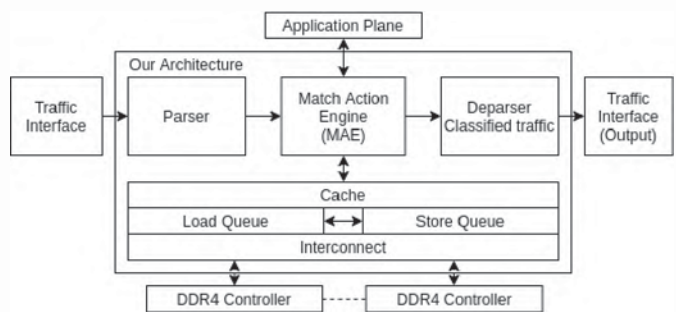 Application Plane
Our Architecture
Traffic
Interface
Parser
Match Action
Engine
(MAE)
Deparser
Classified traffic
Traffic
Interface
(Output)
Cache
Load Queue
Store Queue
Interconnect
DDR4 Controller
DDR4 Controller